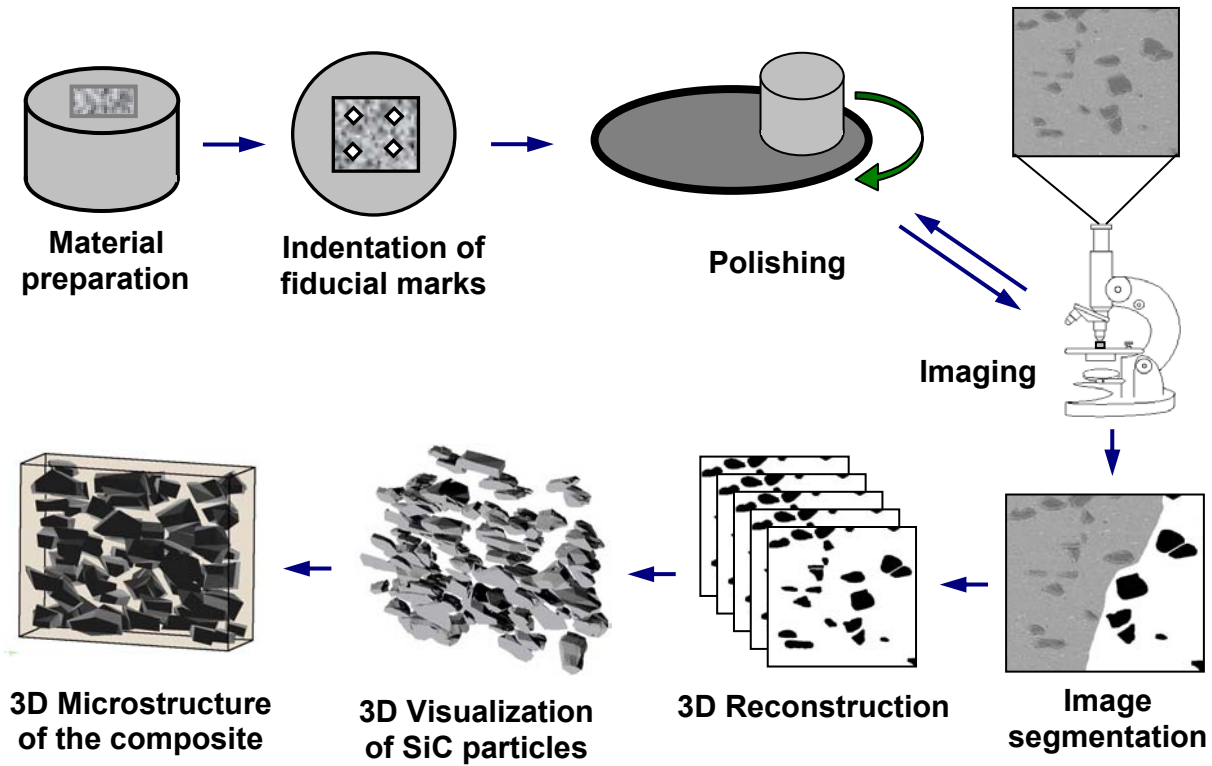 Material
preparation
Indentation of
fiducial marks
Polishing
Imaging
3D Microstructure
of the composite
3D Visualization
of SiC particles
3D Reconstruction
Image
segmentation